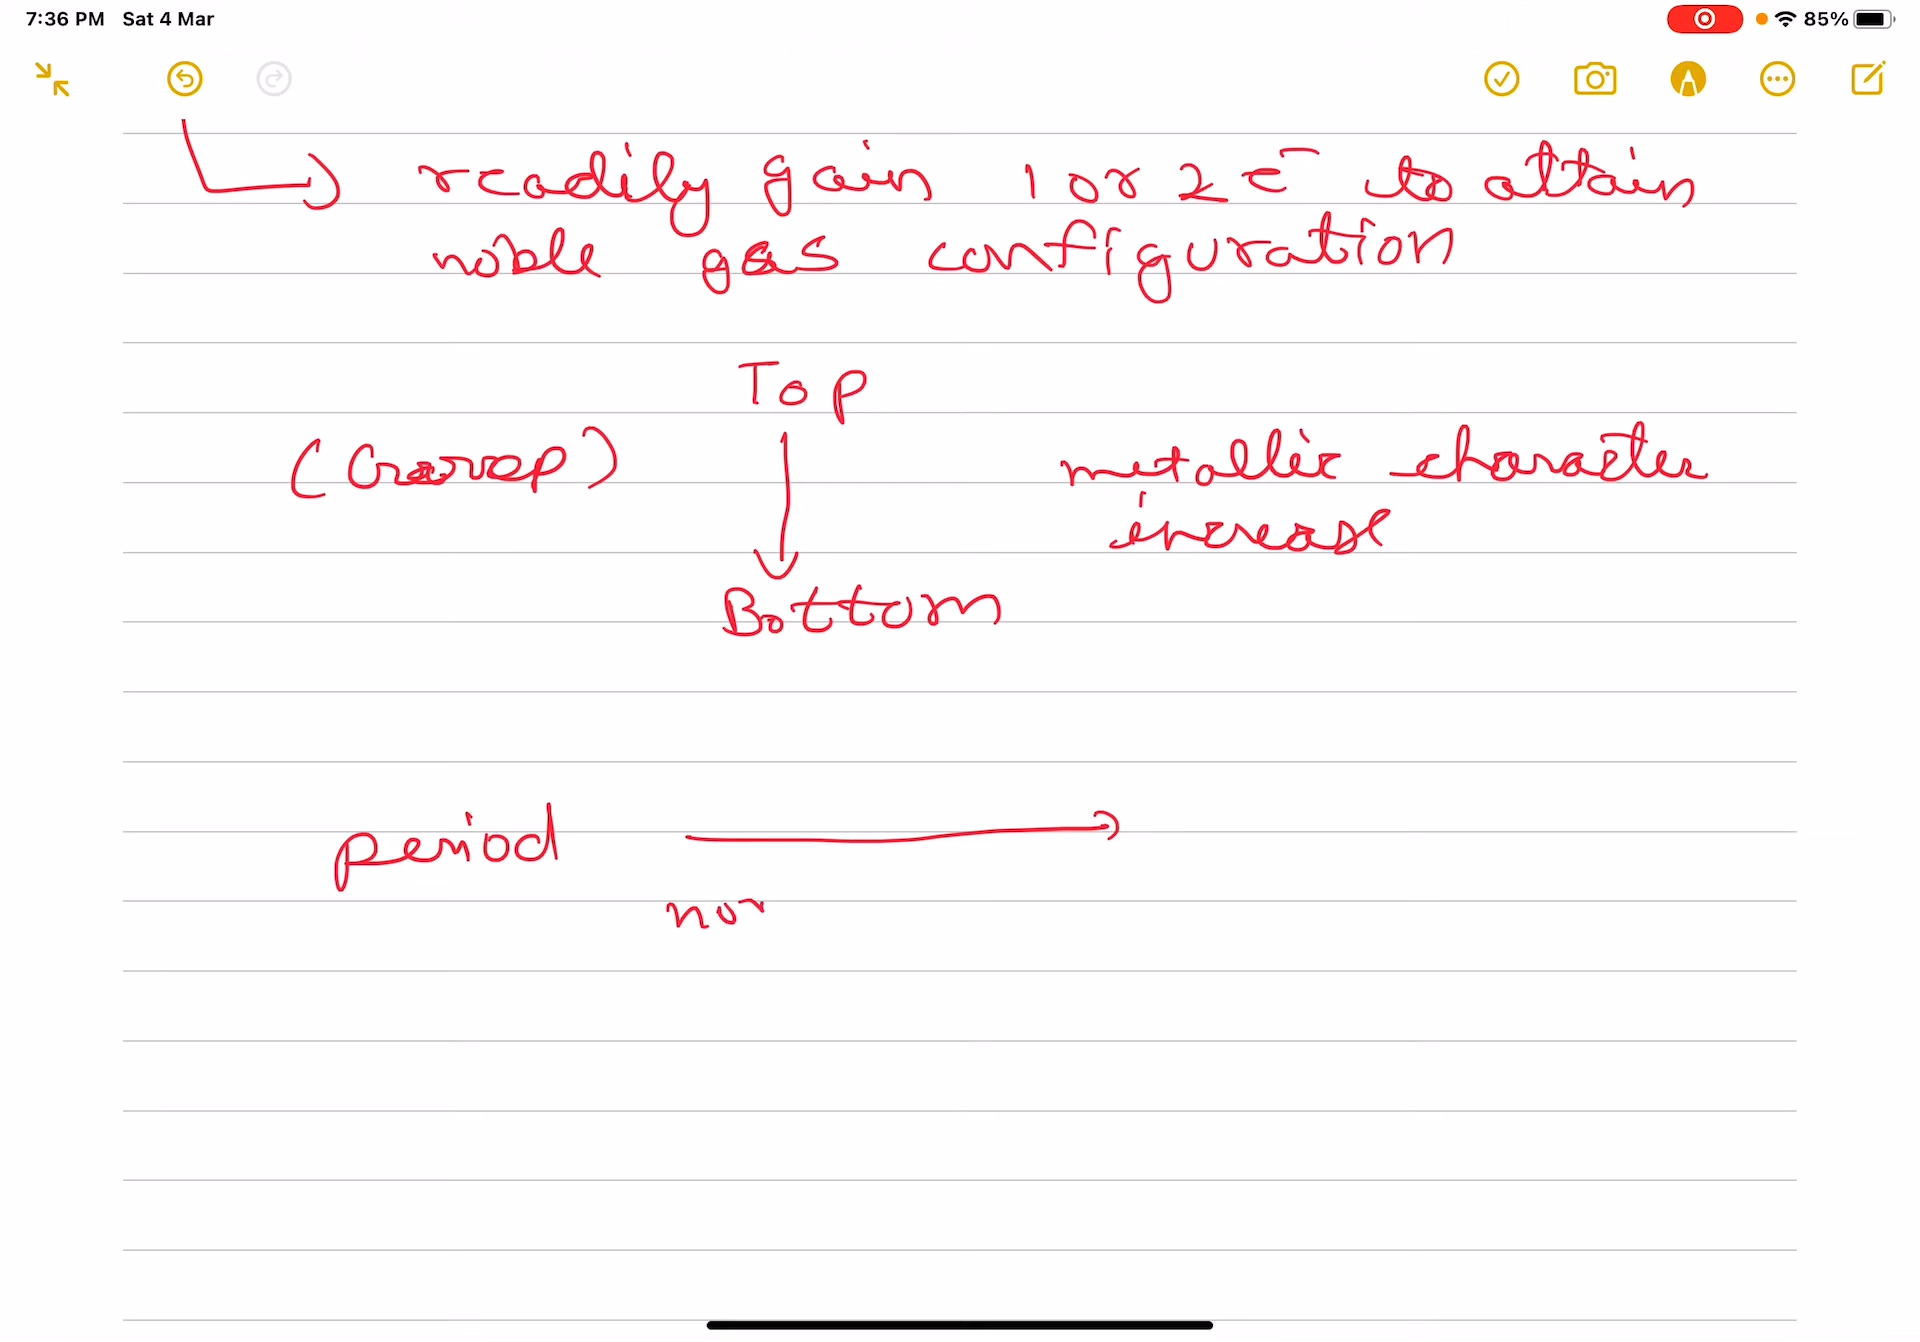 7:36 PM Sat 4 Mar 85%
readily gain 1 or 2 e⁻ to attain
noble gas configuration
Top
(Group) metallic character
increase
Bottom
period
non